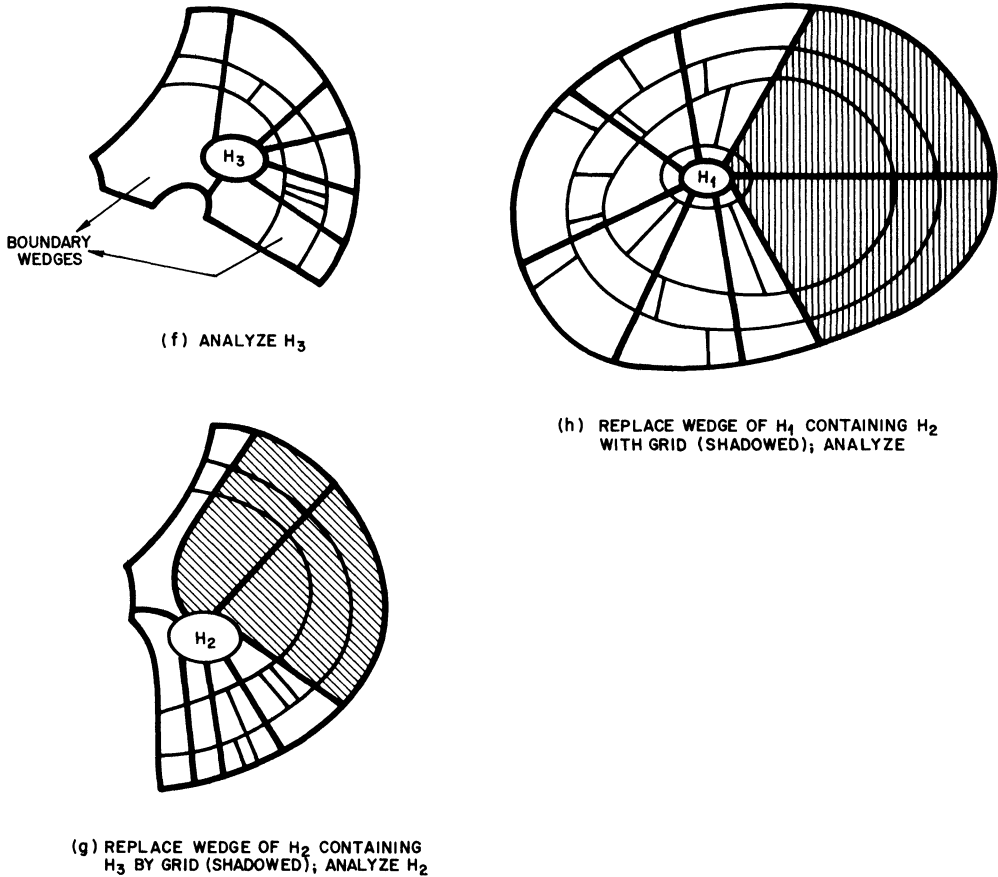 H3
BOUNDARY
WEDGES
(f) ANALYZE H3
H1
(h) REPLACE WEDGE OF H1 CONTAINING H2
WITH GRID (SHADOWED); ANALYZE
H2
(g) REPLACE WEDGE OF H2 CONTAINING
H3 BY GRID (SHADOWED); ANALYZE H2